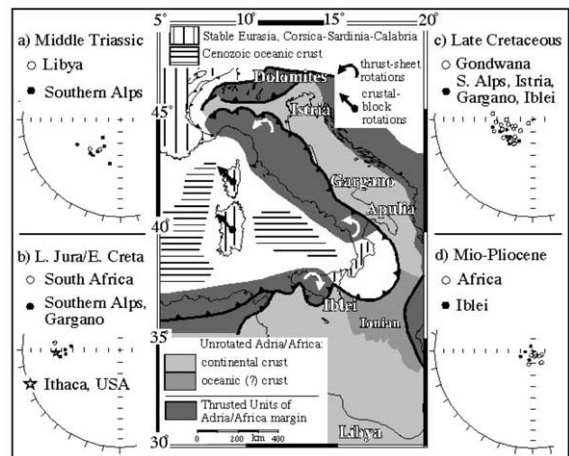 a) Middle Triassic
Libya
Southern Alps
b) L. Jura/E. Creta
South Africa
Southern Alps,
Gargano
Ithaca, USA
5° 10° 15° 20°
Stable Eurasia, Corsica-Sardinia-Calabria
Cenozoic oceanic crust
thrust-sheet
rotations
crustal-
block
rotations
Dolomites
Istria
45°
Gargano
Apulia
40°
Iblei
Ionian
35°
Unrotated Adria/Africa:
continental crust
oceanic (?) crust
Thrusted Units of
Adria/Africa margin
0 200 400
km
Libya
30°
c) Late Cretaceous
Gondwana
S. Alps, Istria,
Gargano, Iblei
d) Mio-Pliocene
Africa
Iblei